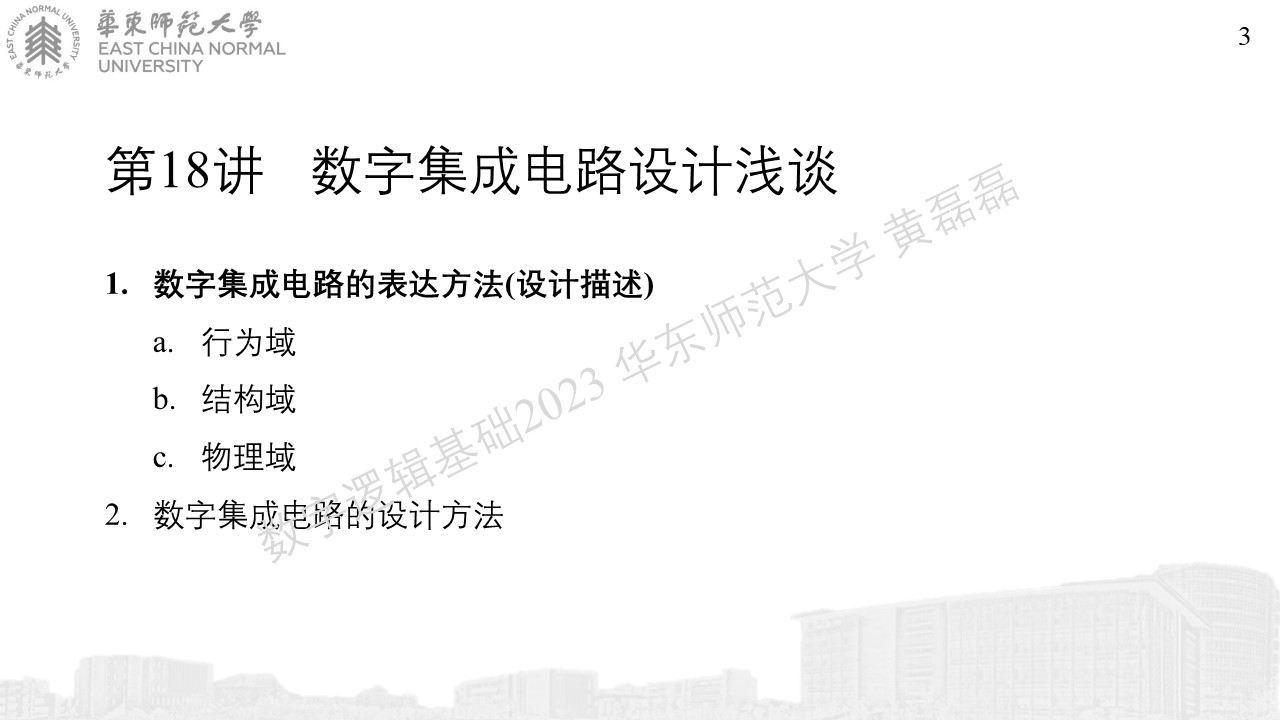 華東師範大學
EAST CHINA NORMAL
UNIVERSITY
EAST CHINA NORMAL UNIVERSITY
華東师范大学
3
第18讲 数字集成电路设计浅谈
1. 数字集成电路的表达方法(设计描述)
a. 行为域
b. 结构域
c. 物理域
2. 数字集成电路的设计方法
数字逻辑基础2023 华东师范大学 黄磊磊